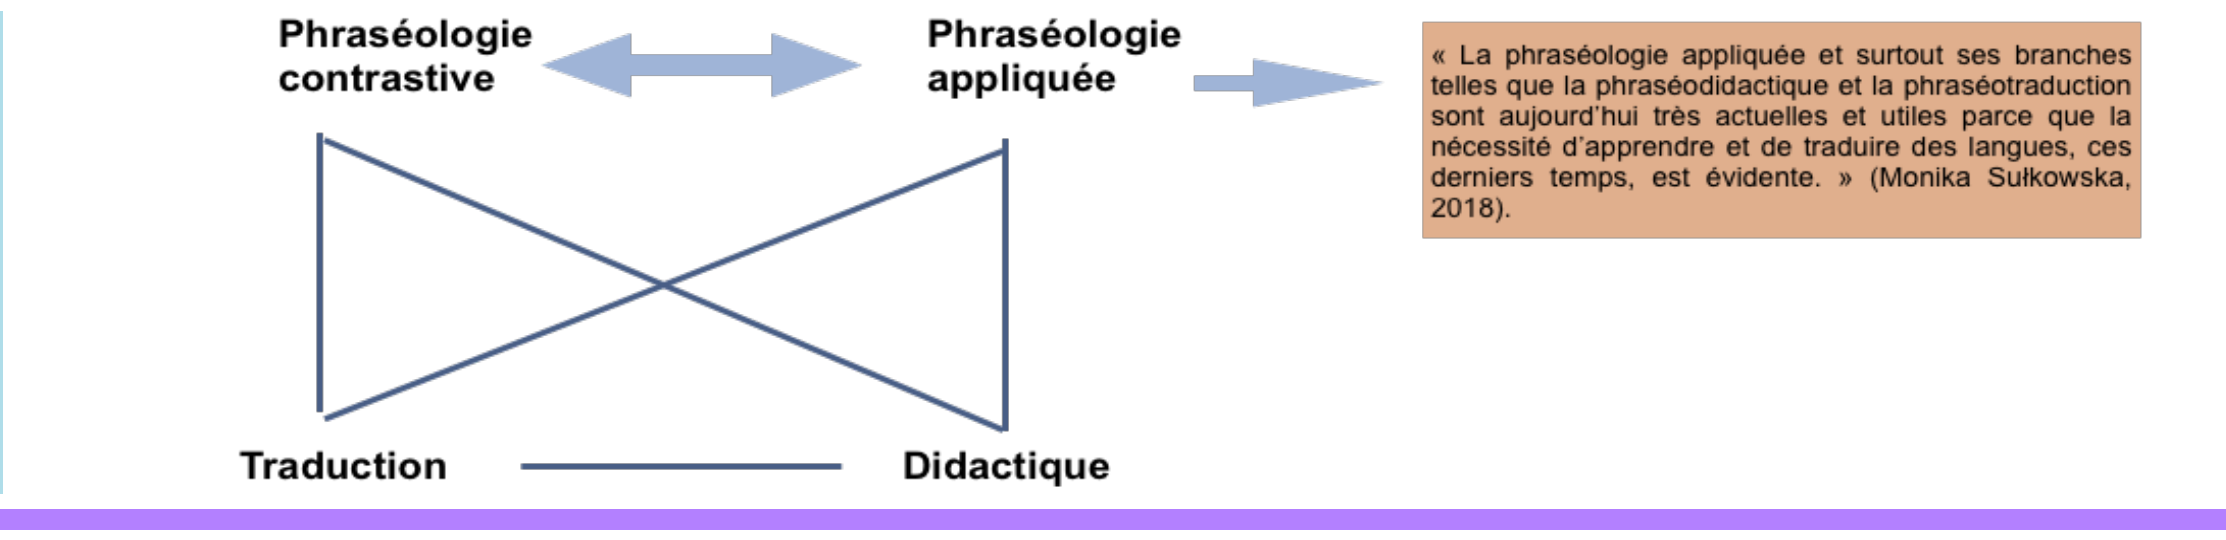 Phraséologie
contrastive
Phraséologie
appliquée
« La phraséologie appliquée et surtout ses branches
telles que la phraséodidactique et la phraséotraduction
sont aujourd'hui très actuelles et utiles parce que la
nécessité d'apprendre et de traduire des langues, ces
derniers temps, est évidente. » (Monika Sułkowska,
2018).
Traduction
Didactique